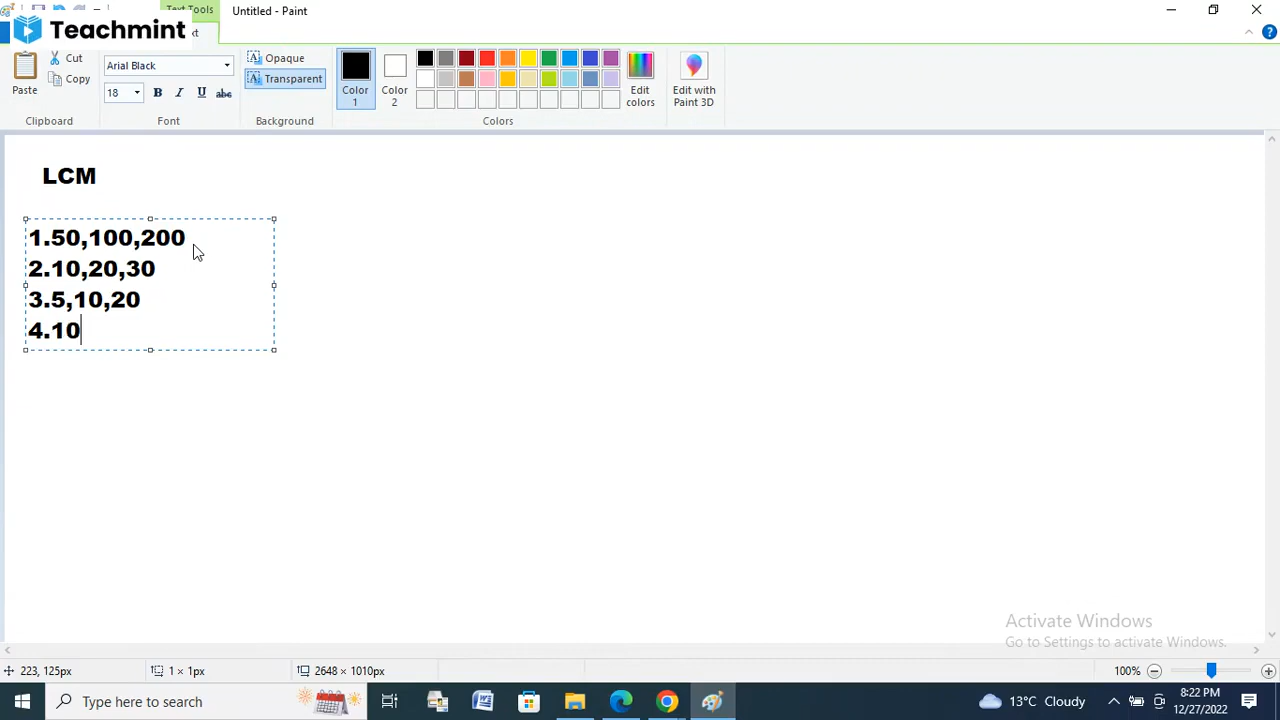 Text Tools
Untitled - Paint
Teachmint
Cut
Copy
Paste
Arial Black
18
B I U abc
Opaque
Transparent
Color 1
Color 2
Edit colors
Edit with Paint 3D
Clipboard
Font
Background
Colors
LCM
1.50,100,200
2.10,20,30
3.5,10,20
4.10
Activate Windows
Go to Settings to activate Windows.
223, 125px
1 × 1px
2648 × 1010px
100%
Type here to search
13°C Cloudy
8:22 PM
12/27/2022